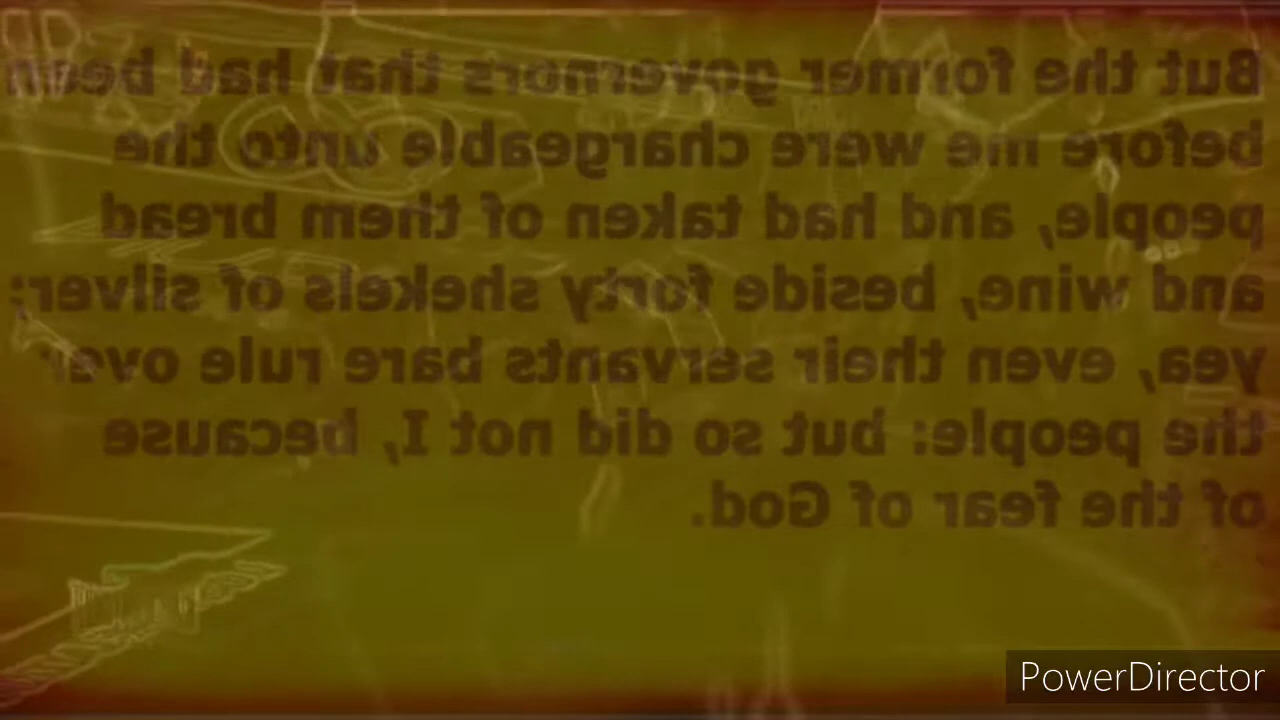 But the former governors that had been
before me were chargeable unto the
people, and had taken of them bread
and wine, beside forty shekels of silver;
yea, even their servants bare rule over
the people: but so did not I, because
of the fear of God.
PowerDirector